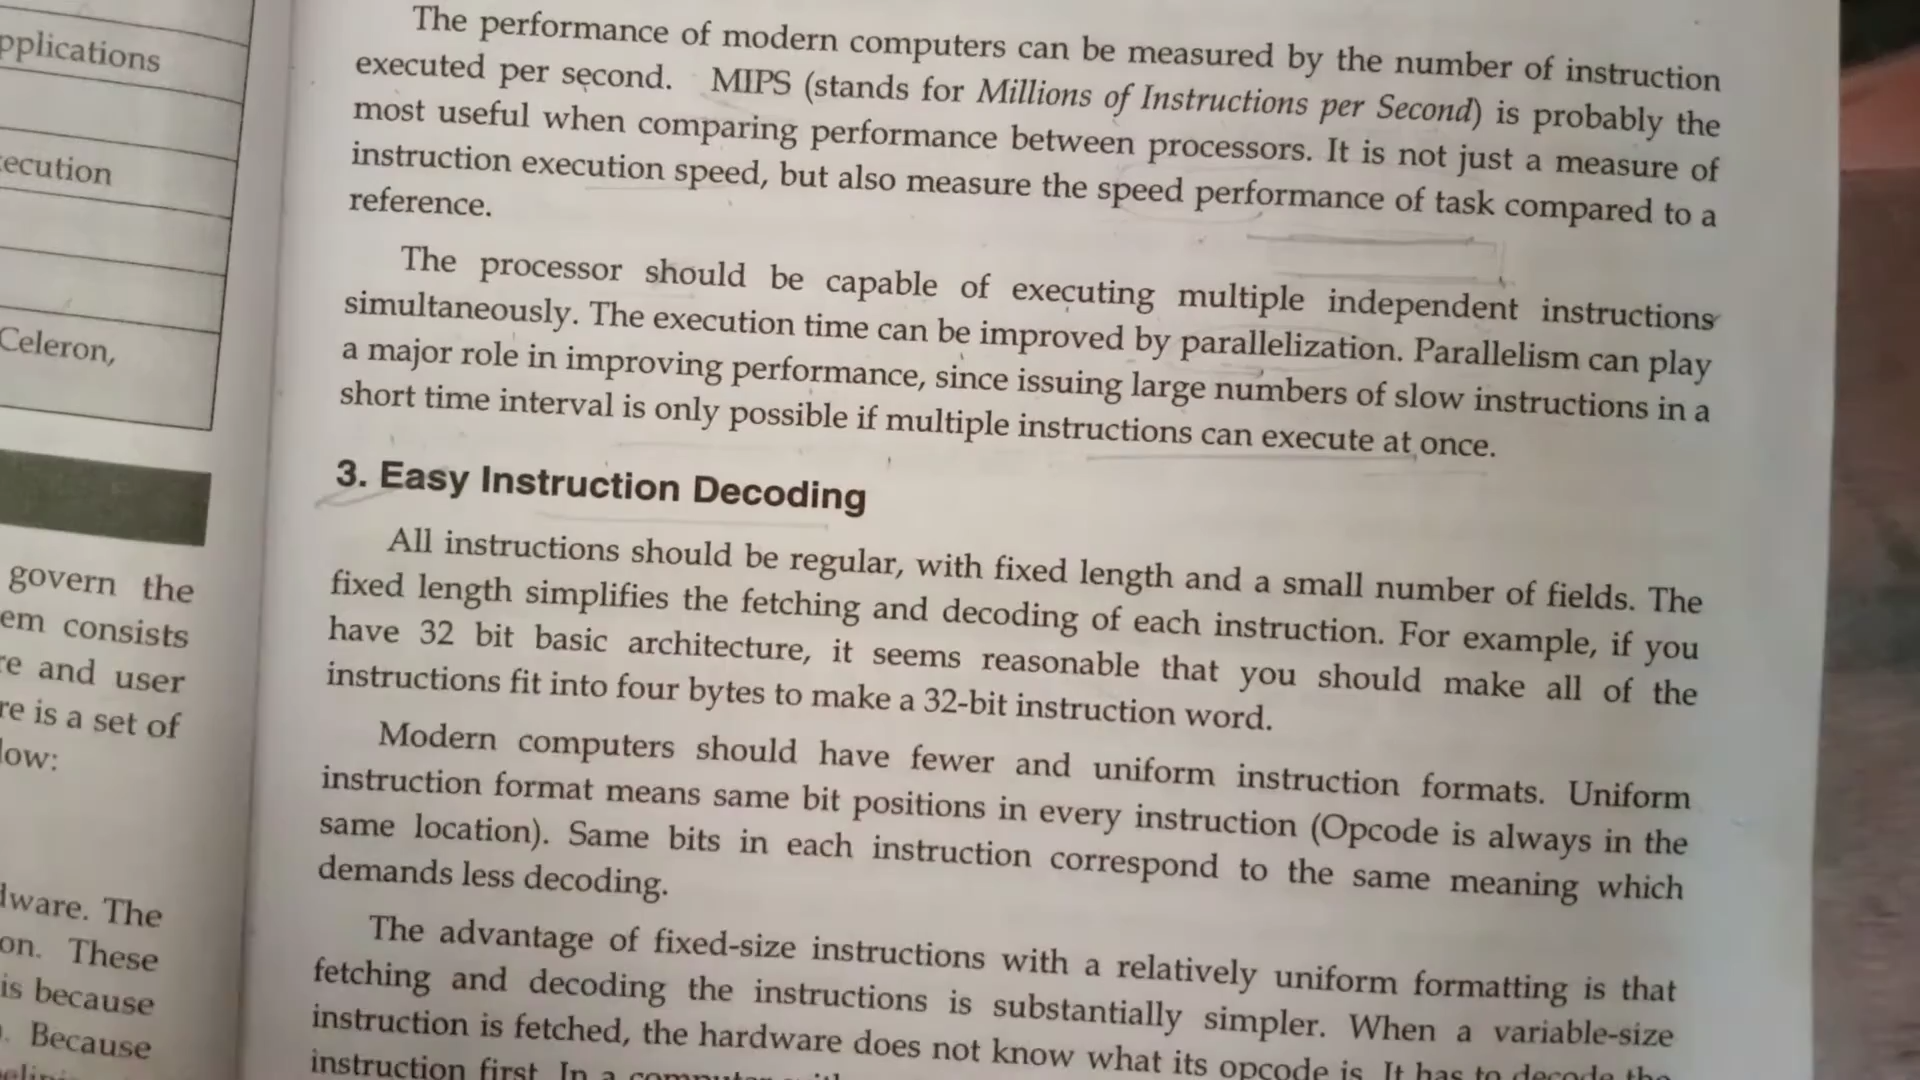 pplications
ecution
Celeron,
govern the
em consists
re and user
re is a set of
low:
dware. The
on. These
is because
. Because
The performance of modern computers can be measured by the number of instruction
executed per second. MIPS (stands for Millions of Instructions per Second) is probably the
most useful when comparing performance between processors. It is not just a measure of
instruction execution speed, but also measure the speed performance of task compared to a
reference.
The processor should be capable of executing multiple independent instructions
simultaneously. The execution time can be improved by parallelization. Parallelism can play
a major role in improving performance, since issuing large numbers of slow instructions in a
short time interval is only possible if multiple instructions can execute at once.
3. Easy Instruction Decoding
All instructions should be regular, with fixed length and a small number of fields. The
fixed length simplifies the fetching and decoding of each instruction. For example, if you
have 32 bit basic architecture, it seems reasonable that you should make all of the
instructions fit into four bytes to make a 32-bit instruction word.
Modern computers should have fewer and uniform instruction formats. Uniform
instruction format means same bit positions in every instruction (Opcode is always in the
same location). Same bits in each instruction correspond to the same meaning which
demands less decoding.
The advantage of fixed-size instructions with a relatively uniform formatting is that
fetching and decoding the instructions is substantially simpler. When a variable-size
instruction is fetched, the hardware does not know what its opcode is. It has to decode the
instruction first. In a computer